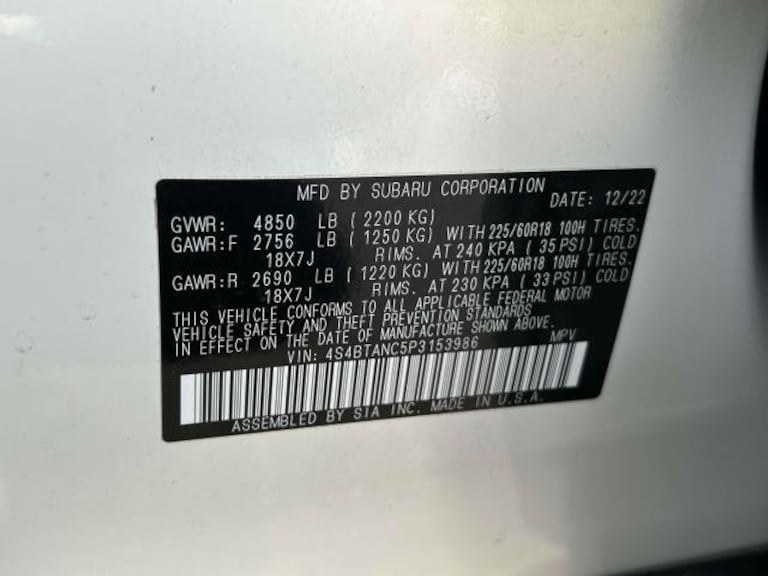 MFD BY SUBARU CORPORATION DATE: 12/22
GVWR: 4850 LB (2200 KG)
GAWR:F 2756 LB (1250 KG) WITH 225/60R18 100H TIRES.
18X7J RIMS. AT 240 KPA (35 PSI) COLD
GAWR:R 2690 LB (1220 KG) WITH 225/60R18 100H TIRES.
18X7J RIMS. AT 230 KPA (33 PSI) COLD
THIS VEHICLE CONFORMS TO ALL APPLICABLE FEDERAL MOTOR
VEHICLE SAFETY AND THEFT PREVENTION STANDARDS
IN EFFECT ON THE DATE OF MANUFACTURE SHOWN ABOVE.
VIN: 4S4BTANC5P3153986 MPV
ASSEMBLED BY SIA INC. MADE IN U.S.A.